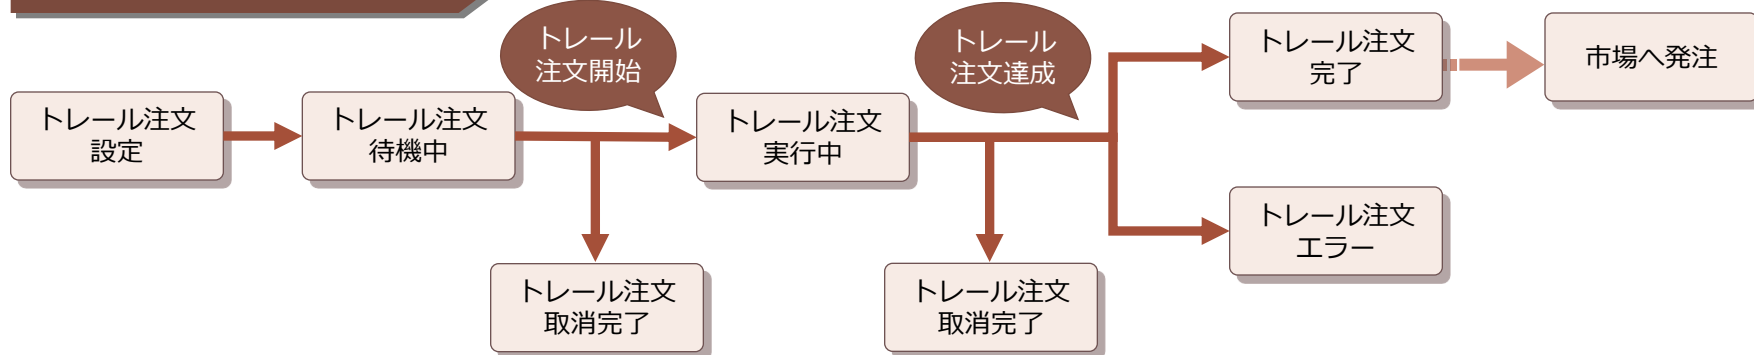 トレール注文
設定
トレール注文
待機中
トレール
注文開始
トレール注文
取消完了
トレール注文
実行中
トレール
注文達成
トレール注文
取消完了
トレール注文
完了
市場へ発注
トレール注文
エラー